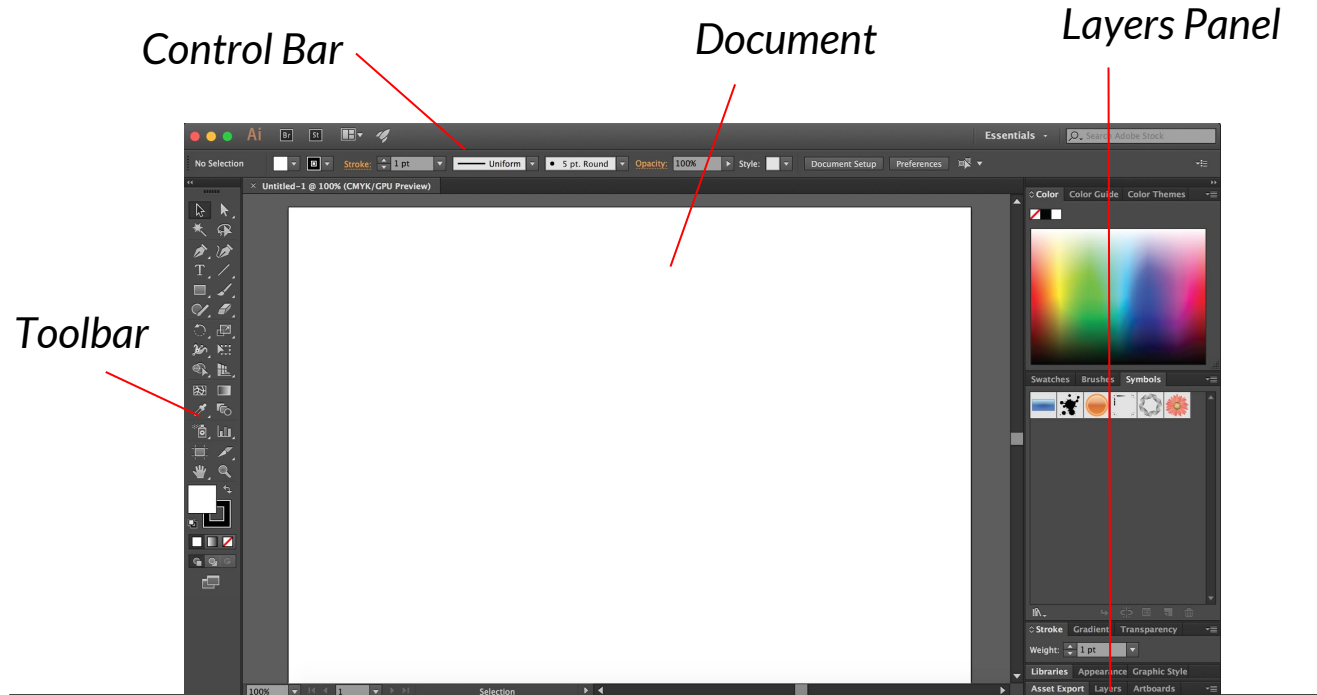 Control Bar
Document
Layers Panel
Toolbar
Ai Br St Essentials Search Adobe Stock
No Selection Stroke: 1 pt Uniform 5 pt. Round Opacity: 100% Style: Document Setup Preferences
× Untitled-1 @ 100% (CMYK/GPU Preview)
Color Color Guide Color Themes
Swatches Brushes Symbols
Stroke Gradient Transparency
Weight: 1 pt
Libraries Appearance Graphic Style
Asset Export Layers Artboards
100% 1 Selection